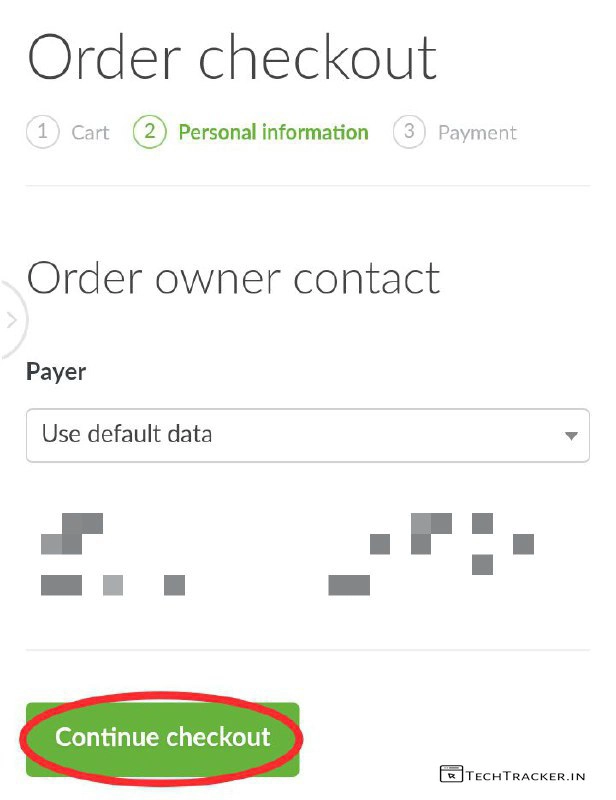 Order checkout
1 Cart 2 Personal information 3 Payment
Order owner contact
Payer
Use default data
Continue checkout
TECHTRACKER.IN